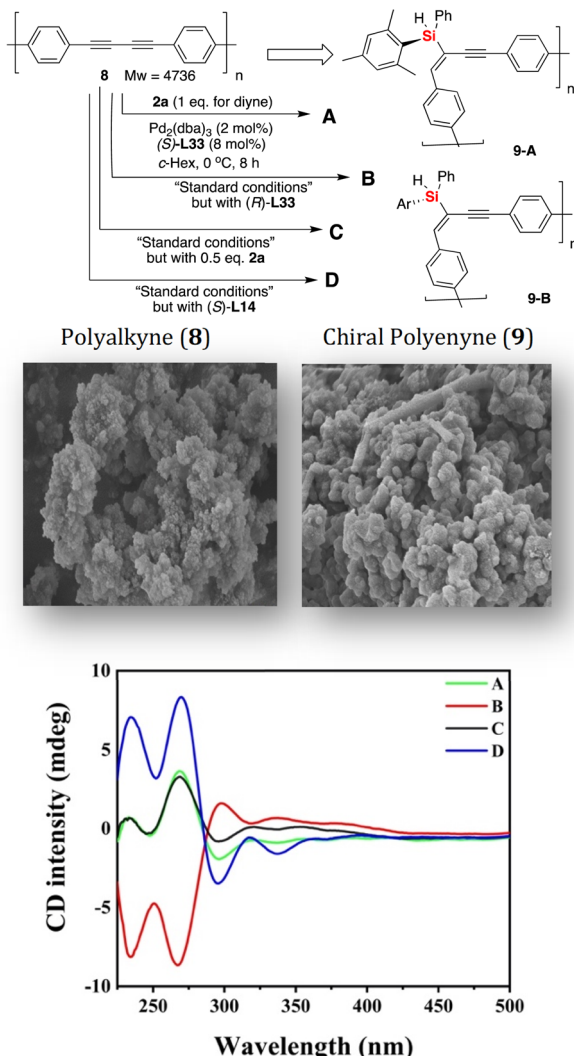 n
8 Mw = 4736
2a (1 eq. for diyne)
Pd2(dba)3 (2 mol%)
(S)-L33 (8 mol%)
c-Hex, 0 °C, 8 h
A
"Standard conditions"
but with (R)-L33
B
"Standard conditions"
but with 0.5 eq. 2a
C
"Standard conditions"
but with (S)-L14
D
H Ph
Si
n
9-A
H Ph
Si
Ar
n
9-B
Polyalkyne (8)
Chiral Polyenyne (9)
CD intensity (mdeg)
10
5
0
-5
-10
A
B
C
D
250 300 350 400 450 500
Wavelength (nm)